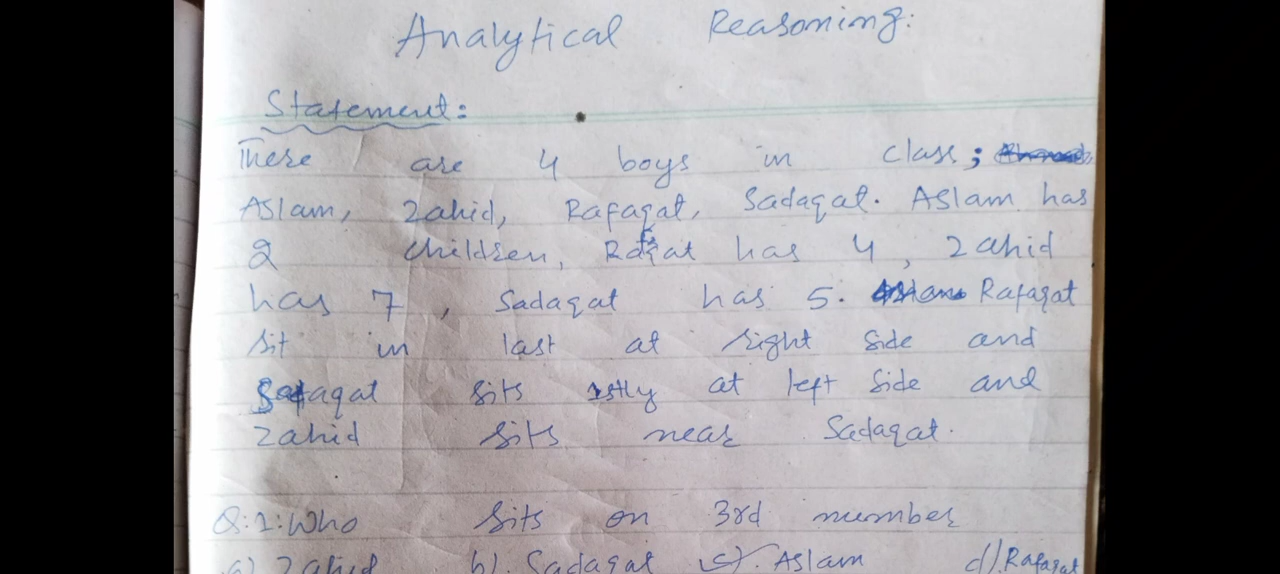 Analytical Reasoning:
Statement:
There are 4 boys in class;
Aslam, Zahid, Rafaqat, Sadaqat. Aslam has
2 children, Rafaqat has 4, Zahid
has 7, Sadaqat has 5. Rafaqat
sit in last at right side and
sits 1stly at left side and
Zahid sits near Sadaqat.
Q:1: Who sits on 3rd number
a) Zahid b). Sadaqat c). Aslam d). Rafaqat